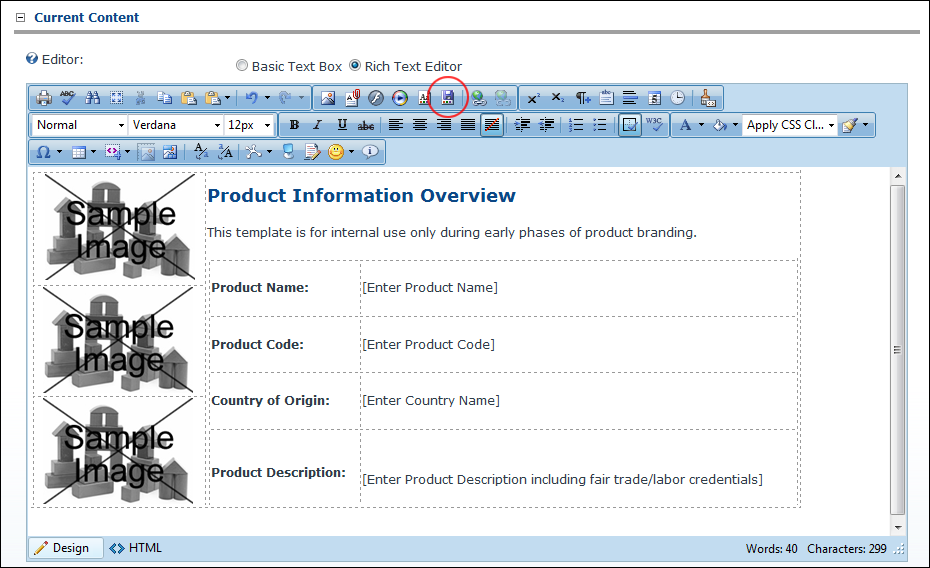 Current Content
Editor:
Basic Text Box Rich Text Editor
ABC
Normal Verdana 12px B I U abc W3C A Apply CSS Cl...
Ω
Product Information Overview
This template is for internal use only during early phases of product branding.
Sample
Image
Product Name: [Enter Product Name]
Sample
Image
Product Code: [Enter Product Code]
Country of Origin: [Enter Country Name]
Sample
Image
Product Description: [Enter Product Description including fair trade/labor credentials]
Design HTML Words: 40 Characters: 299